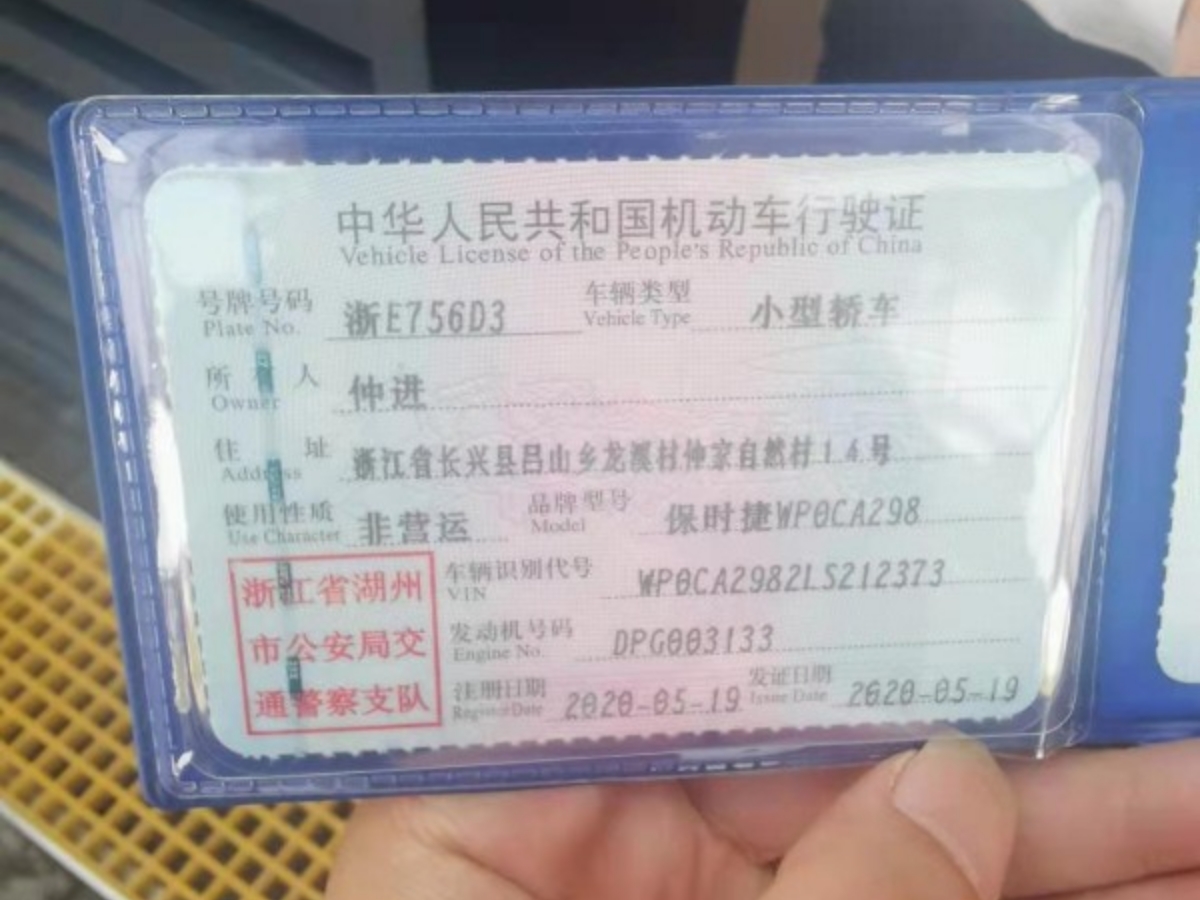 中华人民共和国机动车行驶证
Vehicle License of the People's Republic of China
号牌号码 浙E756D3 车辆类型 小型轿车
Plate No. Vehicle Type
所 人 仲进
Owner
住 址 浙江省长兴县吕山乡龙溪村仲家自然村14号
Address
使用性质 非营运 品牌型号 保时捷WP0CA298
Use Character Model
浙江省湖州
市公安局交
通警察支队
车辆识别代号 WP0CA2982LS212373
VIN
发动机号码 DPG003133
Engine No.
注册日期 2020-05-19 发证日期 2020-05-19
Register Date Issue Date